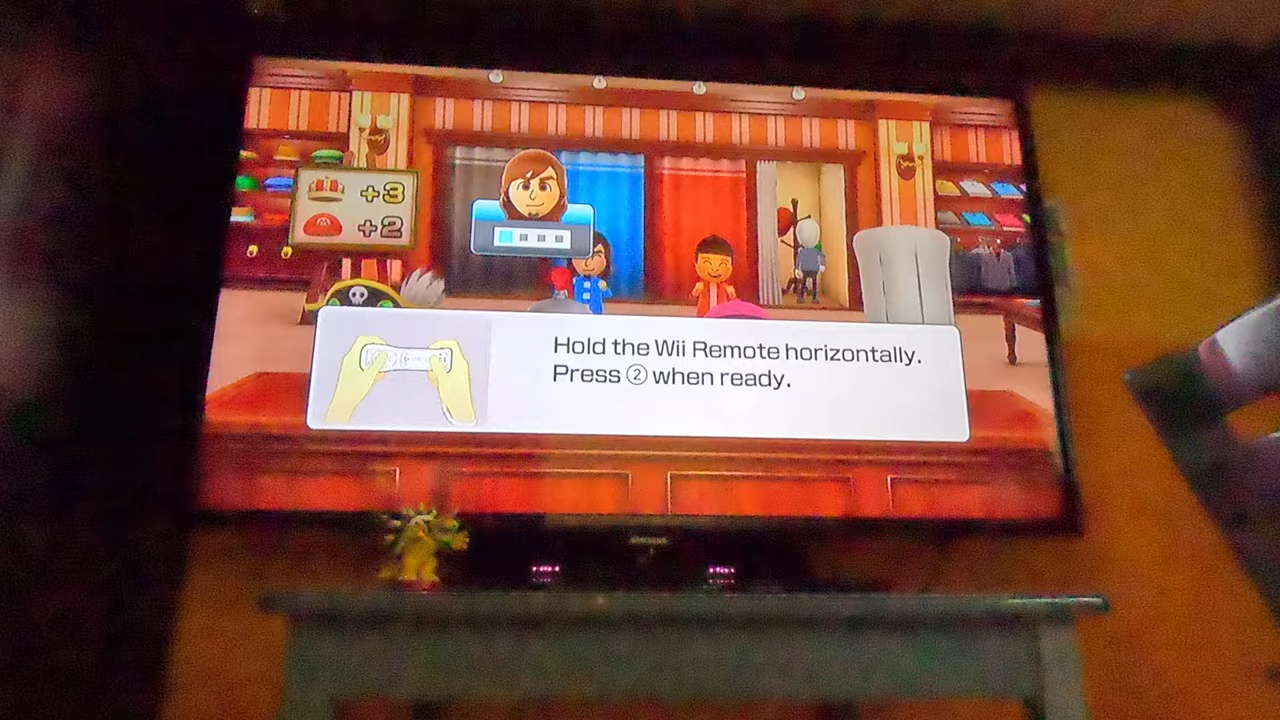 +3
+2
Hold the Wii Remote horizontally.
Press ② when ready.